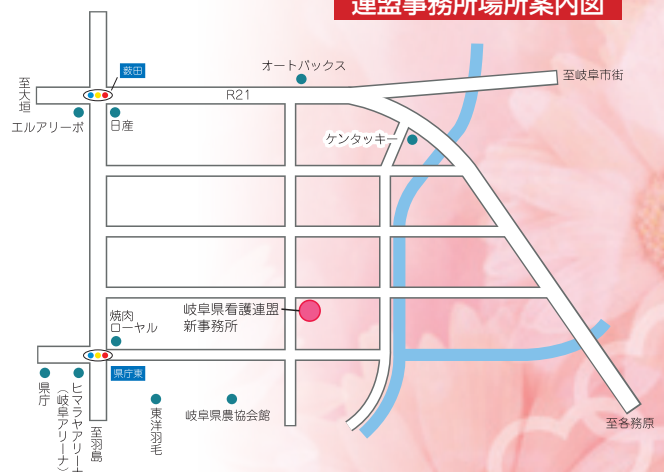 連盟事務所場所案内図
藪田
オートバックス
至岐阜市街
至大垣
R21
エルアリーボ
日産
ケンタッキー
岐阜県看護連盟
新事務所
焼肉
ローヤル
県庁東
県庁
ヒマラヤアリーナ
(岐阜アリーナ)
至羽島
東洋羽毛
岐阜県農協会館
至各務原